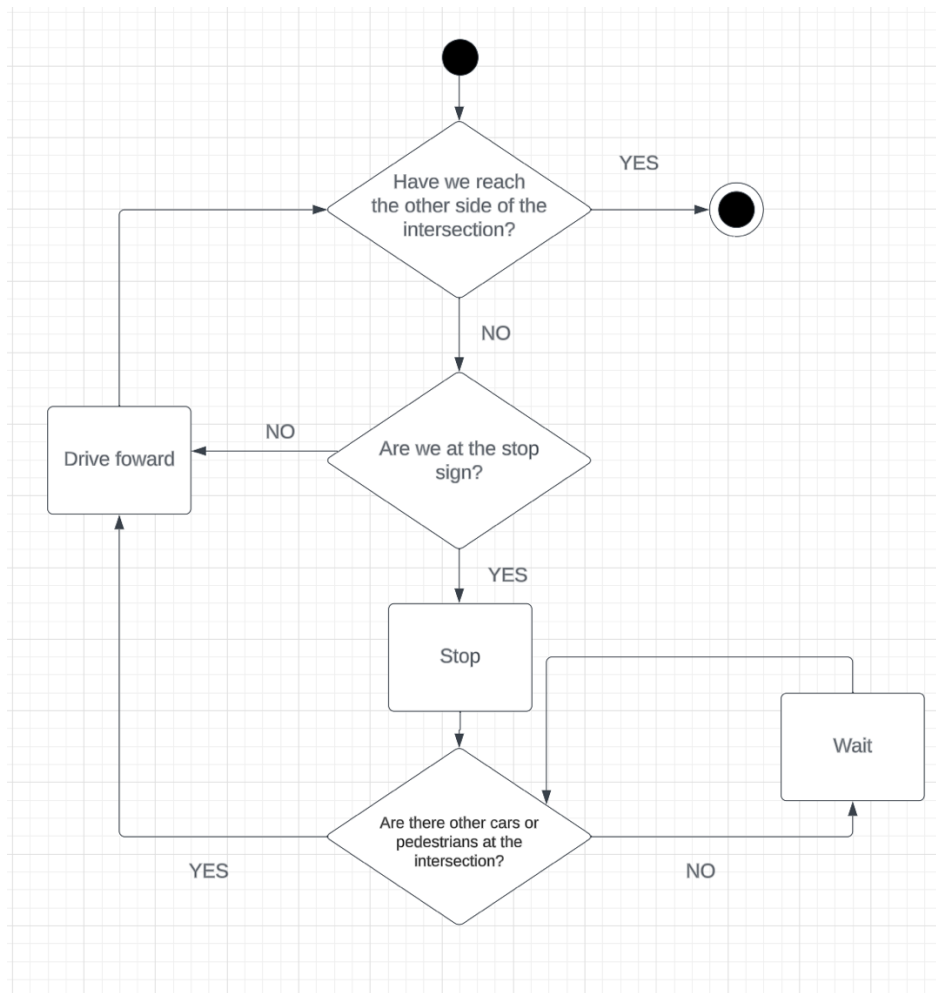 YES
Have we reach
the other side of the
intersection?
NO
NO
Are we at the stop
sign?
Drive foward
YES
Stop
Wait
Are there other cars or
pedestrians at the
intersection?
YES
NO